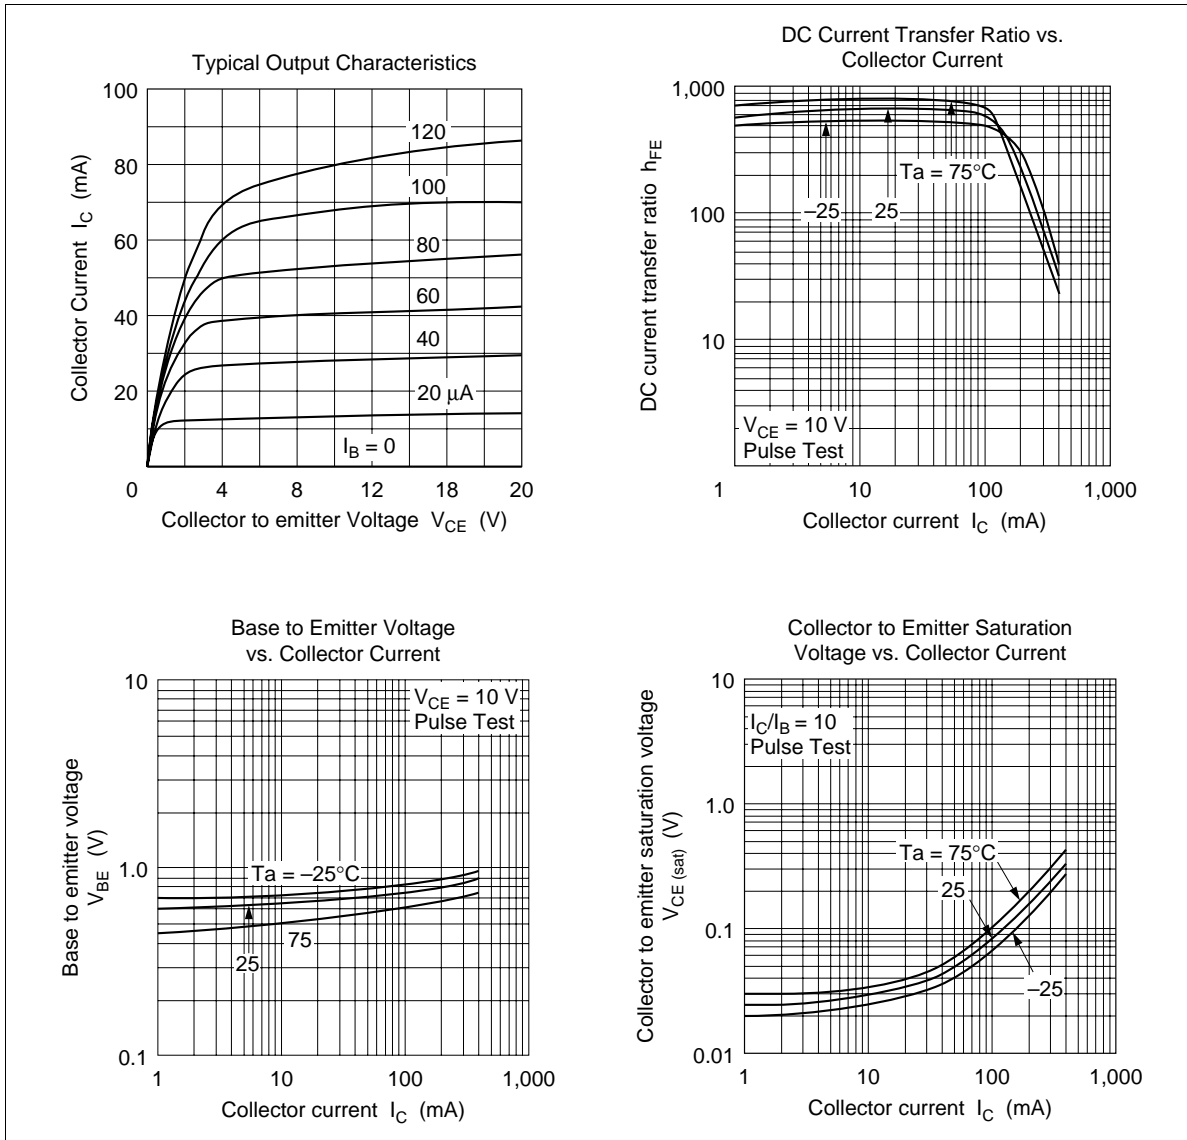 Typical Output Characteristics
100
80
60
40
20
0
4
8
12
18
20
Collector Current I_C (mA)
Collector to emitter Voltage V_CE (V)
120
100
80
60
40
20 μA
I_B = 0
DC Current Transfer Ratio vs.
Collector Current
1,000
100
10
1
10
100
1,000
DC current transfer ratio h_FE
Collector current I_C (mA)
Ta = 75°C
–25
25
V_CE = 10 V
Pulse Test
Base to Emitter Voltage
vs. Collector Current
10
1.0
0.1
1
10
100
1,000
Base to emitter voltage
V_BE (V)
Collector current I_C (mA)
V_CE = 10 V
Pulse Test
Ta = –25°C
75
25
Collector to Emitter Saturation
Voltage vs. Collector Current
10
1.0
0.1
0.01
1
10
100
1,000
Collector to emitter saturation voltage
V_CE (sat) (V)
Collector current I_C (mA)
I_C/I_B = 10
Pulse Test
Ta = 75°C
25
–25